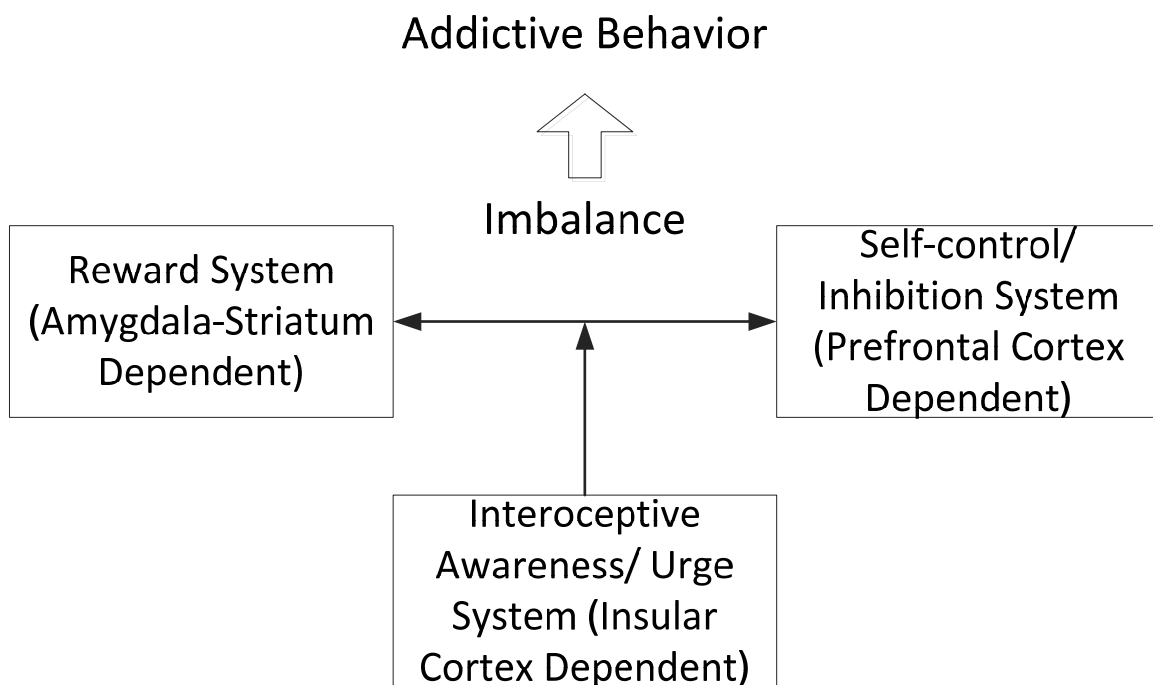 Addictive Behavior
Imbalance
Reward System
(Amygdala-Striatum
Dependent)
Self-control/
Inhibition System
(Prefrontal Cortex
Dependent)
Interoceptive
Awareness/ Urge
System (Insular
Cortex Dependent)